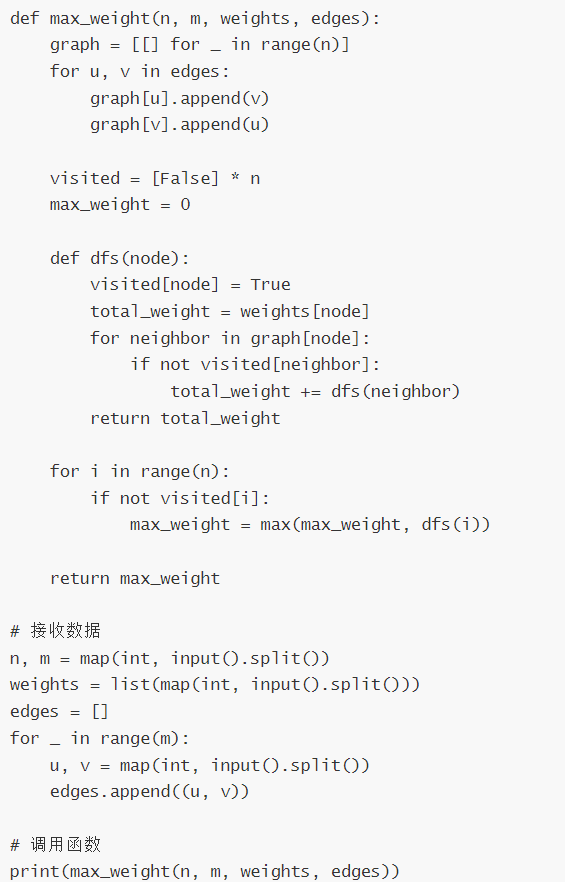 def max_weight(n, m, weights, edges):
    graph = [[] for _ in range(n)]
    for u, v in edges:
        graph[u].append(v)
        graph[v].append(u)

    visited = [False] * n
    max_weight = 0

    def dfs(node):
        visited[node] = True
        total_weight = weights[node]
        for neighbor in graph[node]:
            if not visited[neighbor]:
                total_weight += dfs(neighbor)
        return total_weight

    for i in range(n):
        if not visited[i]:
            max_weight = max(max_weight, dfs(i))

    return max_weight

# 接收数据
n, m = map(int, input().split())
weights = list(map(int, input().split()))
edges = []
for _ in range(m):
    u, v = map(int, input().split())
    edges.append((u, v))

# 调用函数
print(max_weight(n, m, weights, edges))